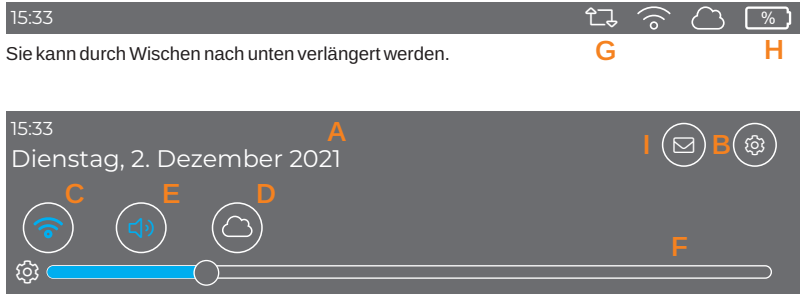 15:33 %
Sie kann durch Wischen nach unten verlängert werden. G H
15:33 A
Dienstag, 2. Dezember 2021 I B
C E D
F